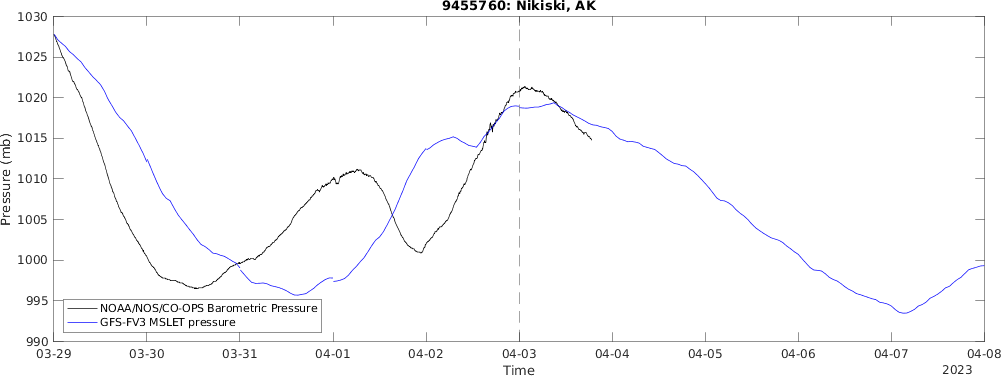 9455760: Nikiski, AK
Pressure (mb)
1030
1025
1020
1015
1010
1005
1000
995
990
NOAA/NOS/CO-OPS Barometric Pressure
GFS-FV3 MSLET pressure
03-29 03-30 03-31 04-01 04-02 04-03 04-04 04-05 04-06 04-07 04-08
Time
2023